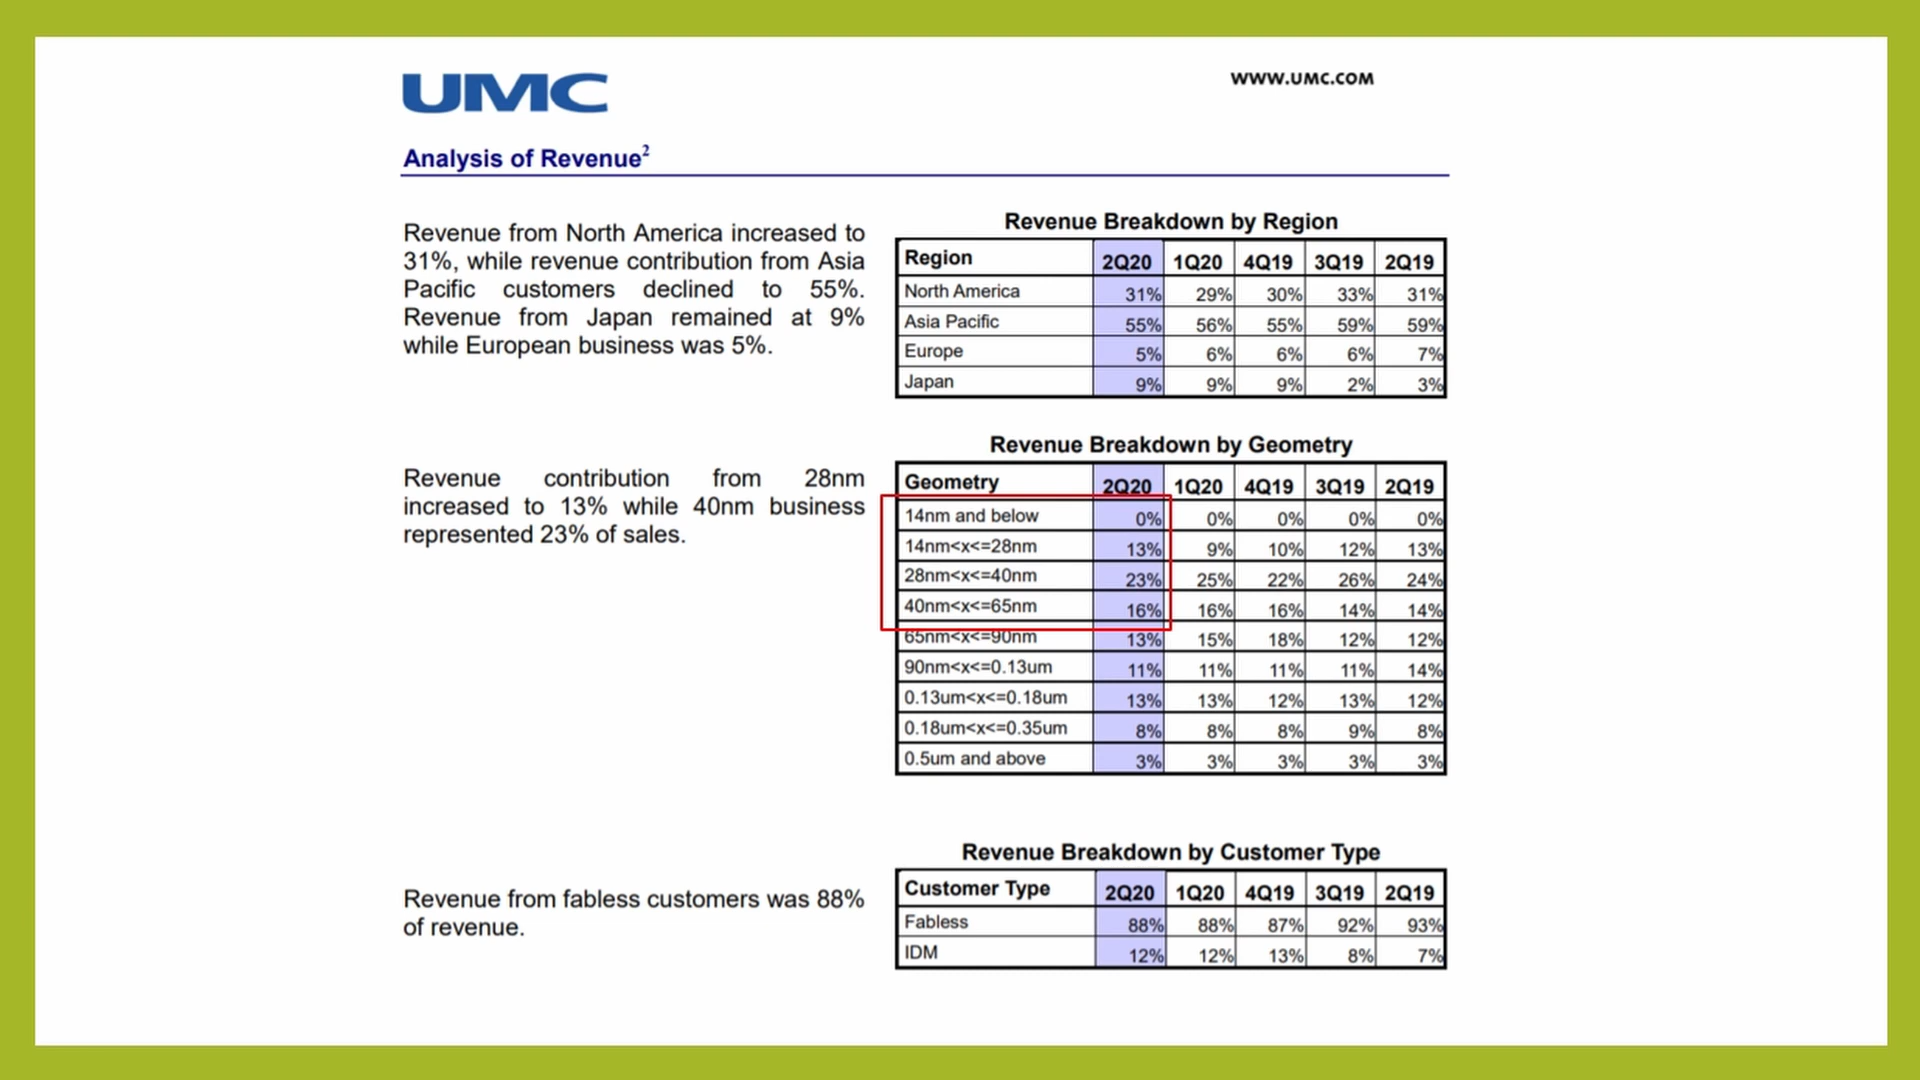 UMC
WWW.UMC.COM
Analysis of Revenue2
Revenue from North America increased to
31%, while revenue contribution from Asia
Pacific customers declined to 55%.
Revenue from Japan remained at 9%
while European business was 5%.
Revenue Breakdown by Region
Region 2Q20 1Q20 4Q19 3Q19 2Q19
North America 31% 29% 30% 33% 31%
Asia Pacific 55% 56% 55% 59% 59%
Europe 5% 6% 6% 6% 7%
Japan 9% 9% 9% 2% 3%
Revenue contribution from 28nm
increased to 13% while 40nm business
represented 23% of sales.
Revenue Breakdown by Geometry
Geometry 2Q20 1Q20 4Q19 3Q19 2Q19
14nm and below 0% 0% 0% 0% 0%
14nm<x<=28nm 13% 9% 10% 12% 13%
28nm<x<=40nm 23% 25% 22% 26% 24%
40nm<x<=65nm 16% 16% 16% 14% 14%
65nm<x<=90nm 13% 15% 18% 12% 12%
90nm<x<=0.13um 11% 11% 11% 11% 14%
0.13um<x<=0.18um 13% 13% 12% 13% 12%
0.18um<x<=0.35um 8% 8% 8% 9% 8%
0.5um and above 3% 3% 3% 3% 3%
Revenue from fabless customers was 88%
of revenue.
Revenue Breakdown by Customer Type
Customer Type 2Q20 1Q20 4Q19 3Q19 2Q19
Fabless 88% 88% 87% 92% 93%
IDM 12% 12% 13% 8% 7%